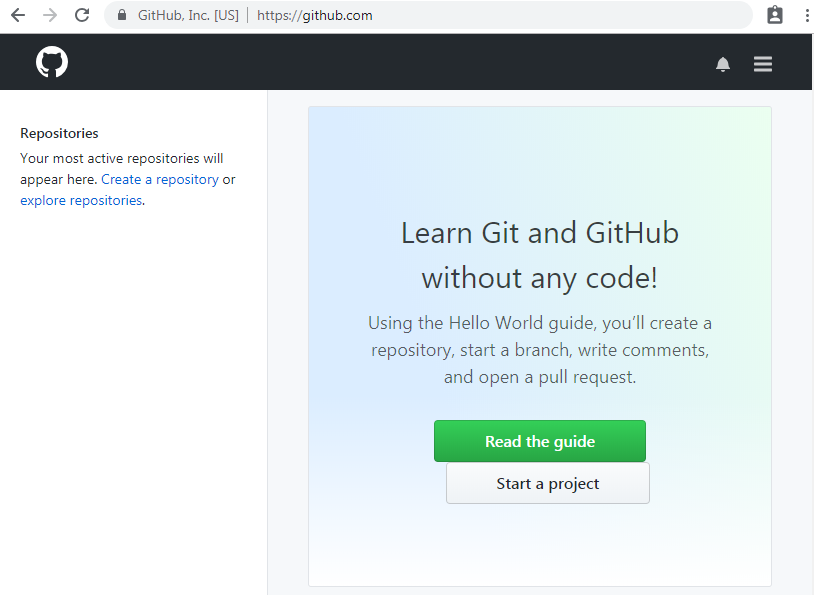 GitHub, Inc. [US] | https://github.com
Repositories
Your most active repositories will
appear here. Create a repository or
explore repositories.
Learn Git and GitHub
without any code!
Using the Hello World guide, you’ll create a
repository, start a branch, write comments,
and open a pull request.
Read the guide
Start a project